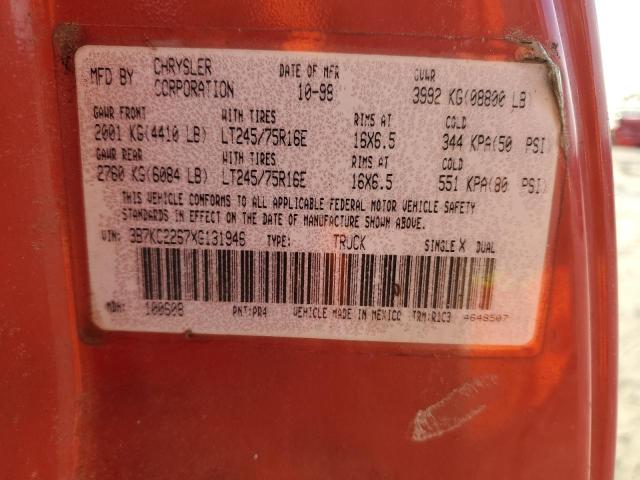 MFD BY CHRYSLER CORPORATION DATE OF MFR 10-98 GVWR 3992 KG(08800 LB)
GAWR FRONT WITH TIRES RIMS AT COLD
2001 KG(4410 LB) LT245/75R16E 16X6.5 344 KPA(50 PSI)
GAWR REAR WITH TIRES RIMS AT COLD
2760 KG(6084 LB) LT245/75R16E 16X6.5 551 KPA(80 PSI)
THIS VEHICLE CONFORMS TO ALL APPLICABLE FEDERAL MOTOR VEHICLE SAFETY
STANDARDS IN EFFECT ON THE DATE OF MANUFACTURE SHOWN ABOVE.
VIN: 3B7KC2267XG131946 TYPE: TRUCK SINGLE X DUAL
MDH: 100608 PNT:PR4 VEHICLE MADE IN MEXICO TRM:R1C3 4648507